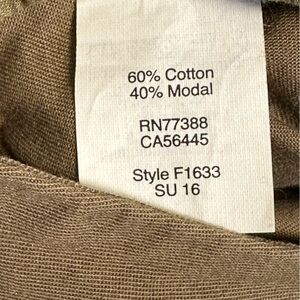 60% Cotton
40% Modal
RN77388
CA56445
Style F1633
SU 16